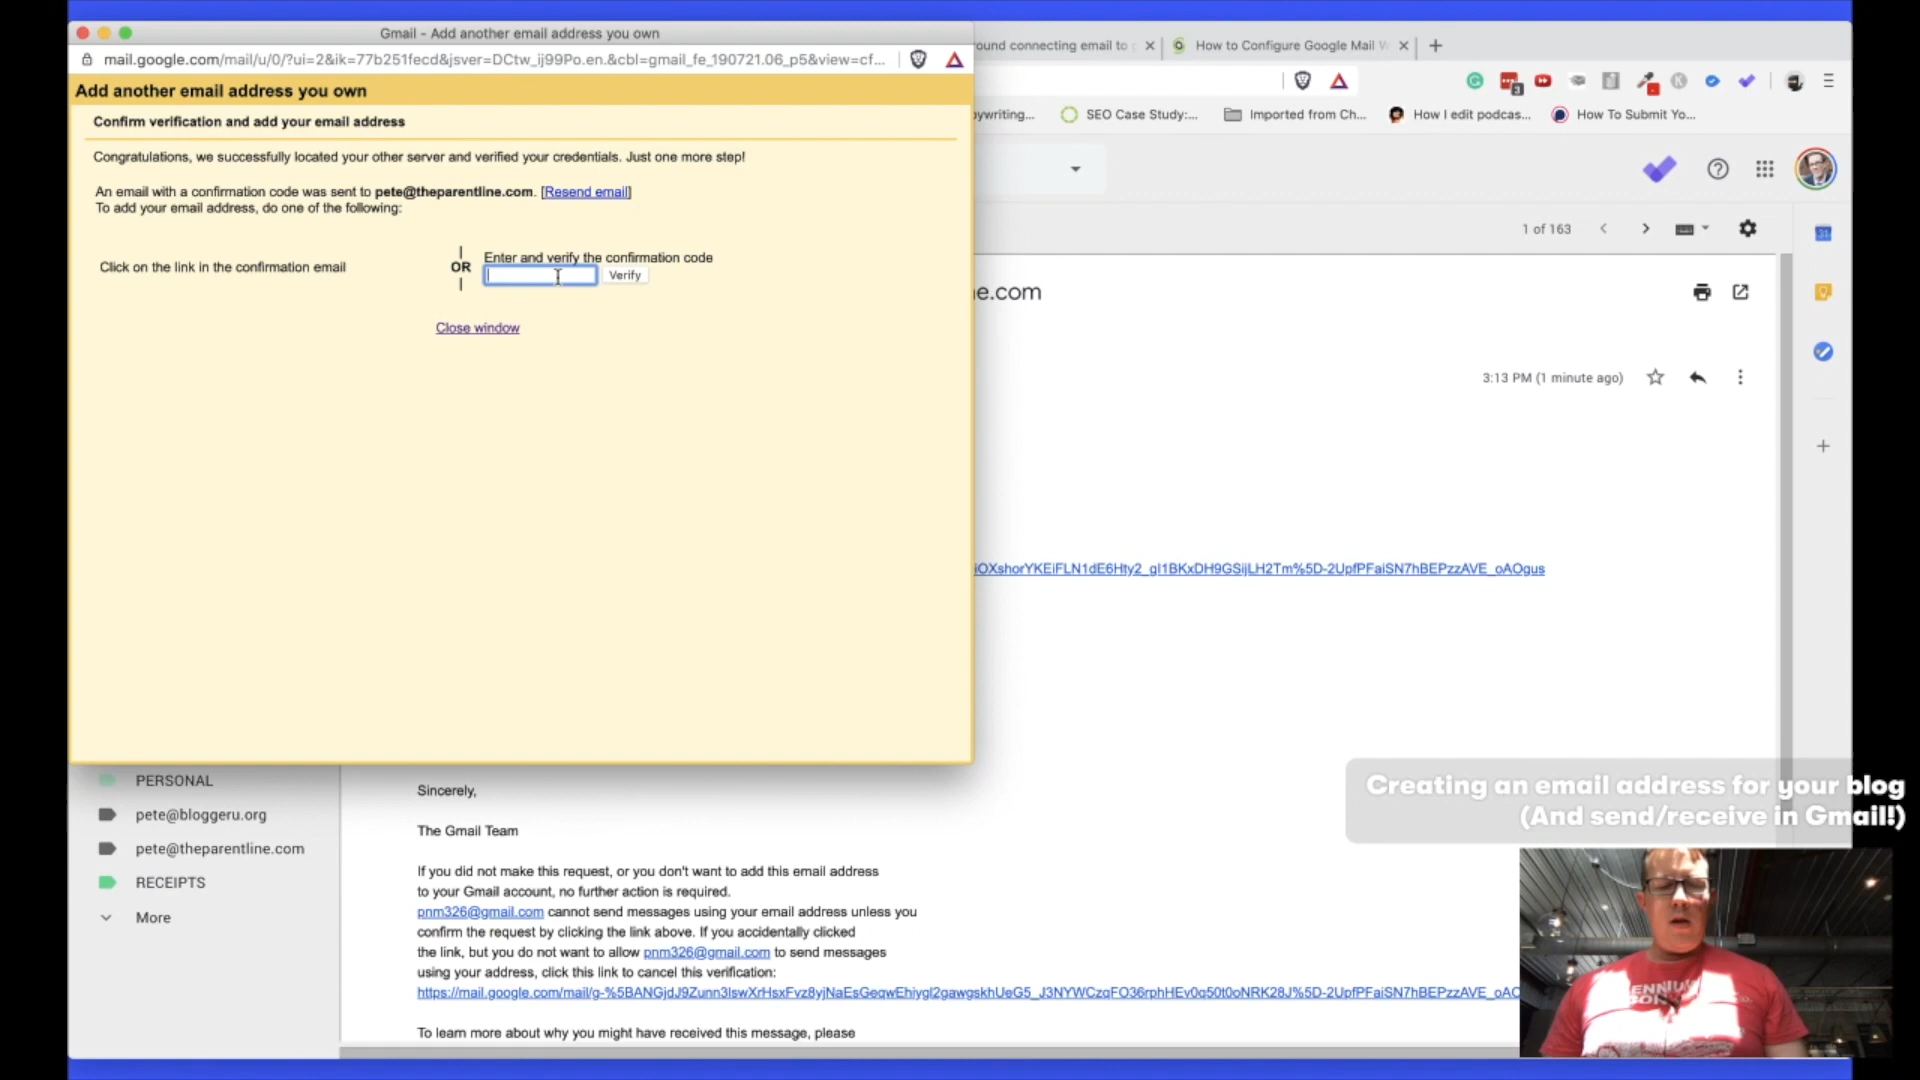 Gmail - Add another email address you own
mail.google.com/mail/u/0/?ui=2&ik=77b251fecd&jsver=DCtw_ij99Po.en.&cbl=gmail_fe_190721.06_p5&view=cf...
Add another email address you own
Confirm verification and add your email address
Congratulations, we successfully located your other server and verified your credentials. Just one more step!
An email with a confirmation code was sent to pete@theparentline.com. [Resend email]
To add your email address, do one of the following:
Click on the link in the confirmation email
OR
Enter and verify the confirmation code
Verify
Close window
ound connecting email to
How to Configure Google Mail
3
ywriting...
SEO Case Study:...
Imported from Ch...
How I edit podcas...
How To Submit Yo...
1 of 163
31
e.com
3:13 PM (1 minute ago)
iOXshorYKEiFLN1dE6Hty2_gl1BKxDH9GSijLH2Tm%5D-2UpfPFaiSN7hBEPzzAVE_oAOgus
PERSONAL
pete@bloggeru.org
pete@theparentline.com
RECEIPTS
More
Sincerely,
The Gmail Team
If you did not make this request, or you don't want to add this email address
to your Gmail account, no further action is required.
pnm326@gmail.com cannot send messages using your email address unless you
confirm the request by clicking the link above. If you accidentally clicked
the link, but you do not want to allow pnm326@gmail.com to send messages
using your address, click this link to cancel this verification:
https://mail.google.com/mail/g-%5BANGjdJ9Zunn3lswXrHsxFvz8yjNaEsGeqwEhiygl2gawgskhUeG5_J3NYWCzqFO36rphHEv0q50t0oNRK28J%5D-2UpfPFaiSN7hBEPzzAVE_oAO
To learn more about why you might have received this message, please
Creating an email address for your blog
(And send/receive in Gmail!)